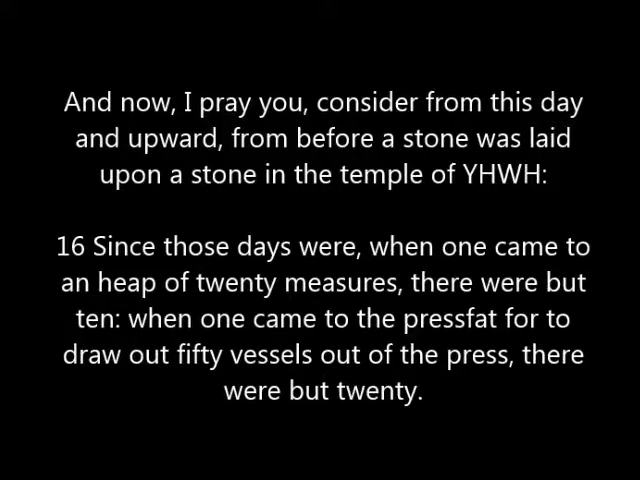 And now, I pray you, consider from this day
and upward, from before a stone was laid
upon a stone in the temple of YHWH:
16 Since those days were, when one came to
an heap of twenty measures, there were but
ten: when one came to the pressfat for to
draw out fifty vessels out of the press, there
were but twenty.